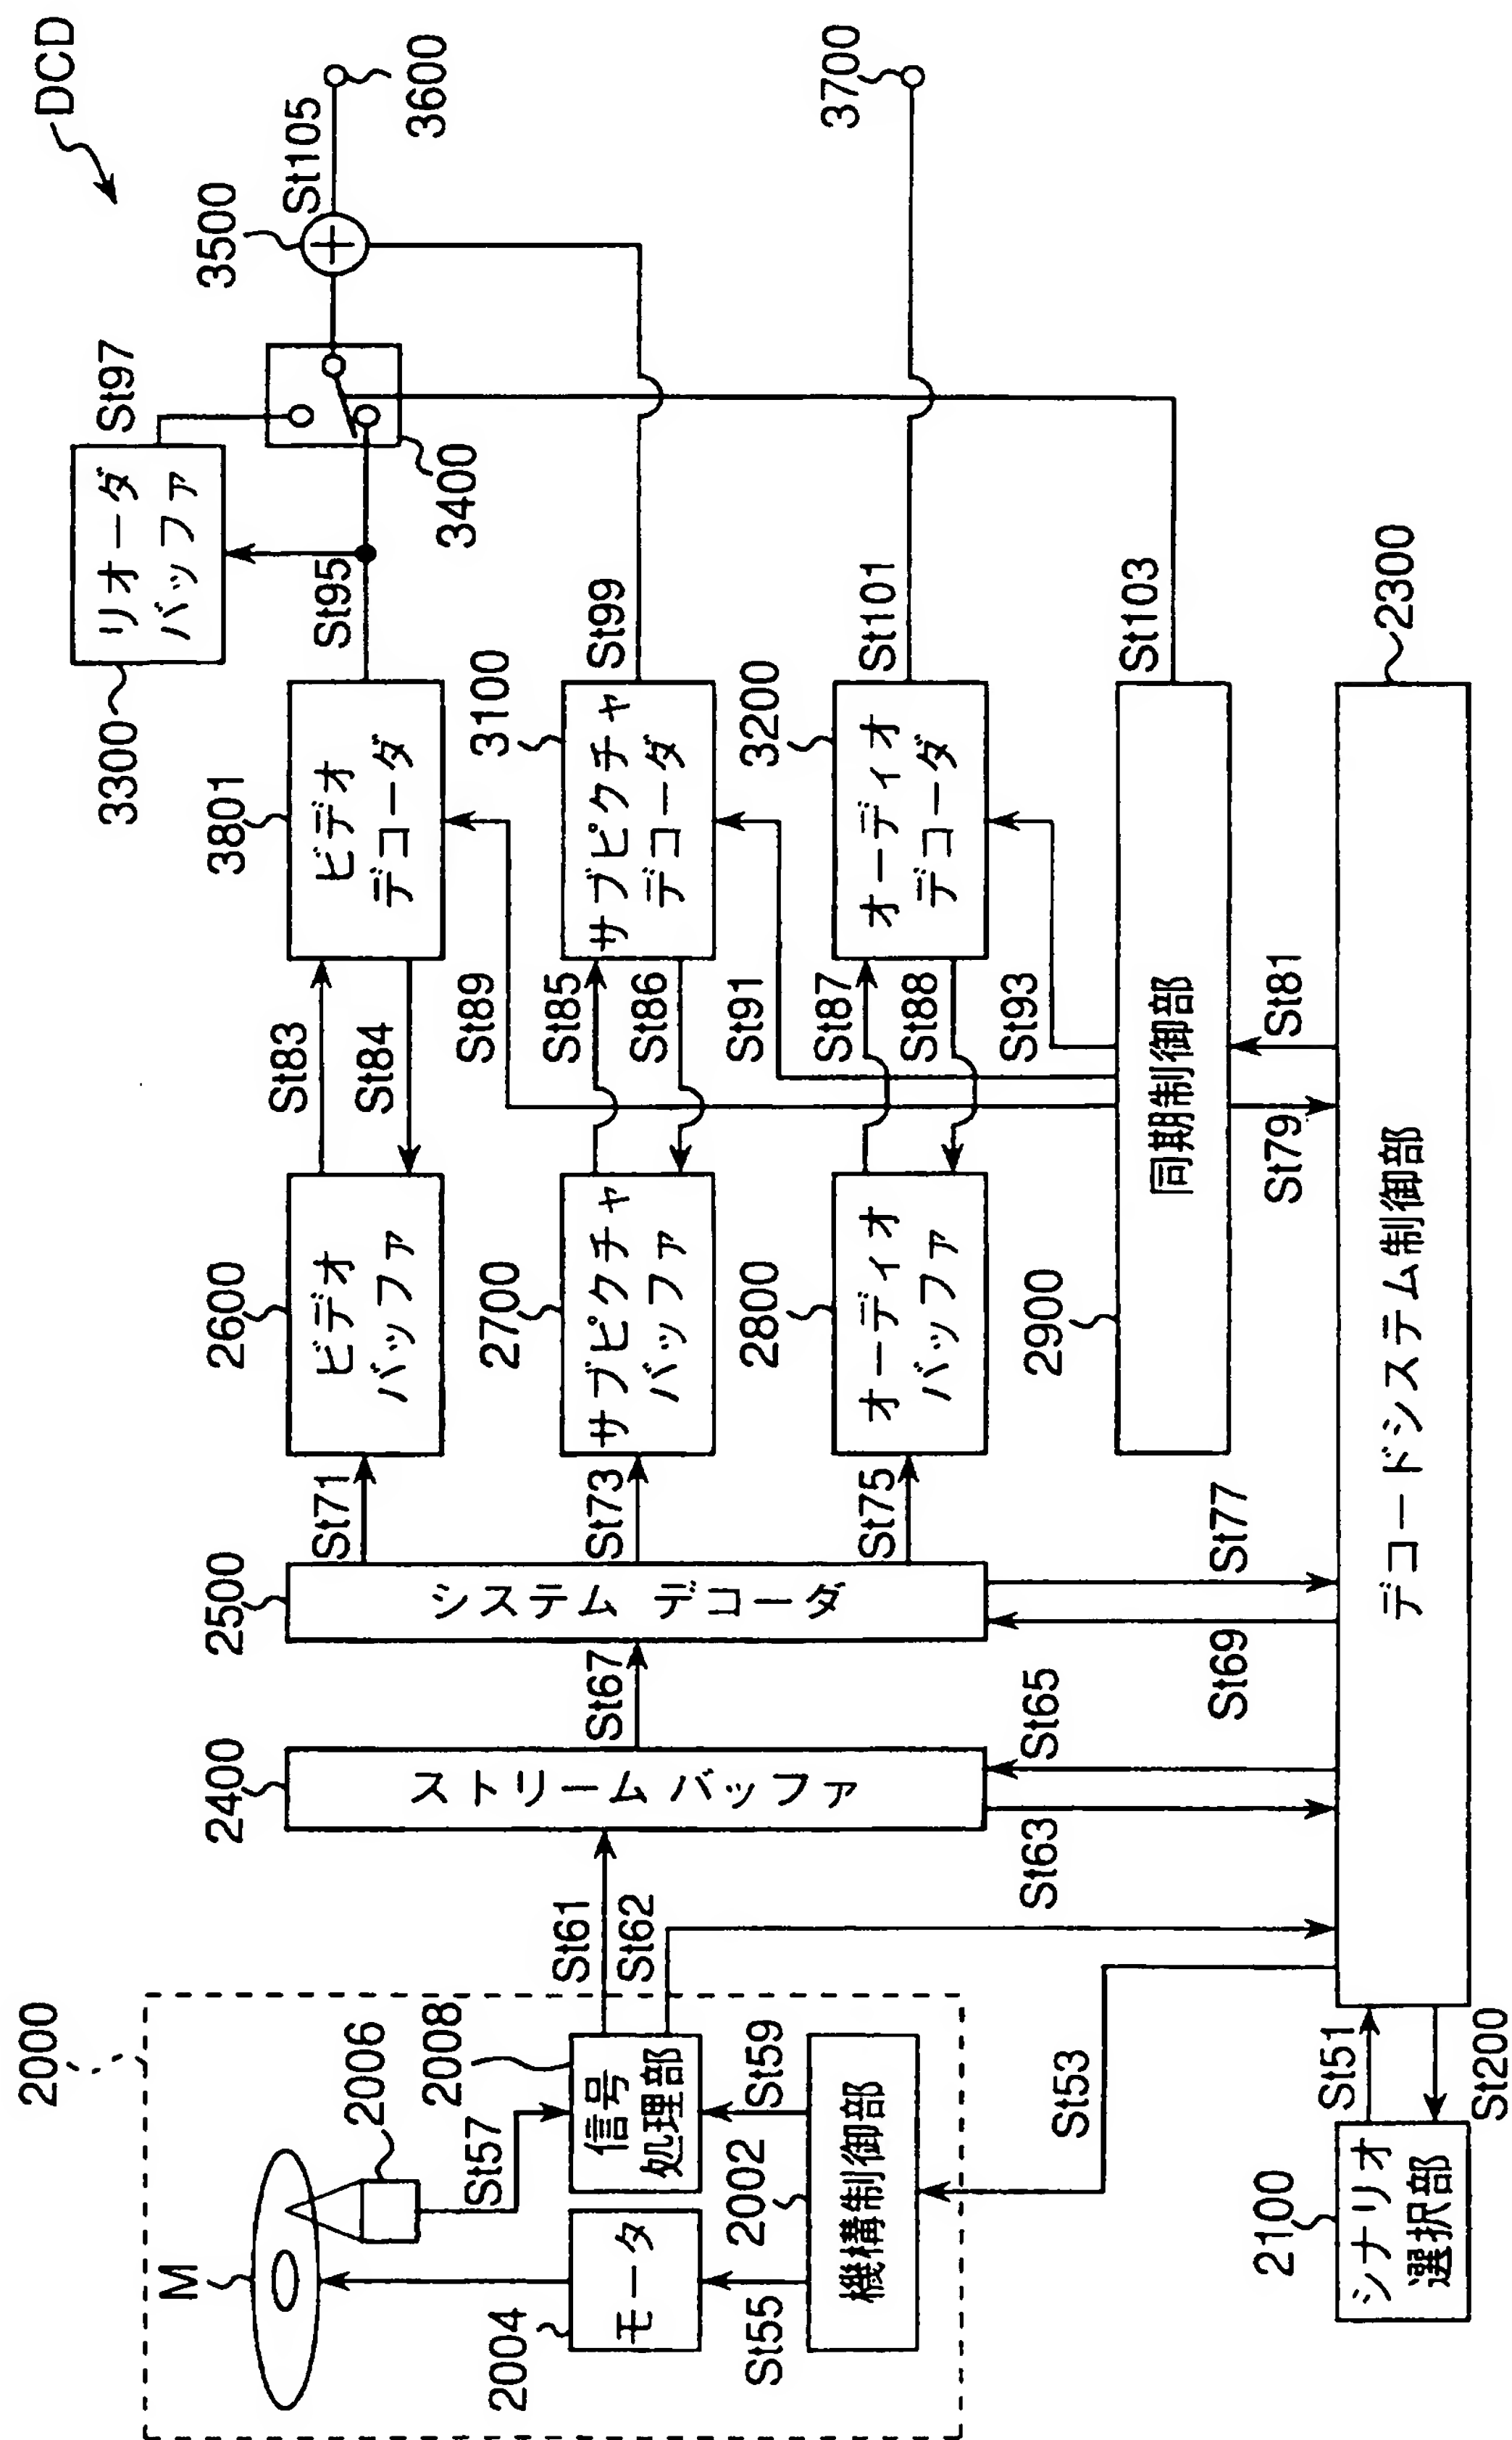 DCD
2000
M
2006
St57
2008
信号
処理部
2004
モータ
2002
St55
St59
機構制御部
St61
St62
St53
2100
シナリオ
選択部
St51
St200
2400
ストリーム バッファ
St63
St65
St67
2500
システム デコーダ
St69
St77
St71
St73
St75
2600
ビデオ
バッファ
2700
サブピクチャ
バッファ
2800
オーディオ
バッファ
2900
同期制御部
St79
St81
2300
デコードシステム制御部
St83
St84
St89
St85
St86
St91
St87
St88
St93
3801
ビデオ
デコーダ
3100
サブピクチャ
デコーダ
3200
オーディオ
デコーダ
St95
St99
St101
St103
3300
リオーダ
バッファ
St97
3400
3500
St105
3600
3700